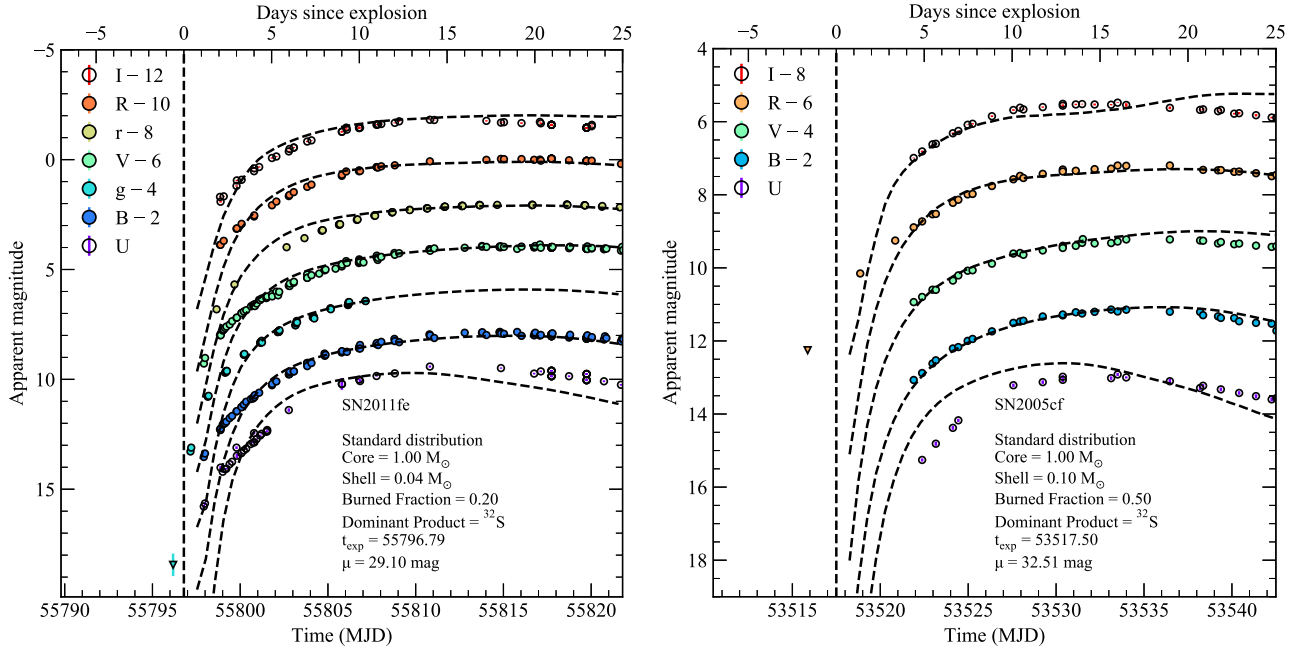 Days since explosion
−5 0 5 10 15 20 25
−5
0
5
10
15
Apparent magnitude
I − 12
R − 10
r − 8
V − 6
g − 4
B − 2
U
SN2011fe
Standard distribution
Core = 1.00 M⊙
Shell = 0.04 M⊙
Burned Fraction = 0.20
Dominant Product = ³²S
t_exp = 55796.79
μ = 29.10 mag
55790 55795 55800 55805 55810 55815 55820
Time (MJD)
Days since explosion
−5 0 5 10 15 20 25
4
6
8
10
12
14
16
18
Apparent magnitude
I − 8
R − 6
V − 4
B − 2
U
SN2005cf
Standard distribution
Core = 1.00 M⊙
Shell = 0.10 M⊙
Burned Fraction = 0.50
Dominant Product = ³²S
t_exp = 53517.50
μ = 32.51 mag
53515 53520 53525 53530 53535 53540
Time (MJD)